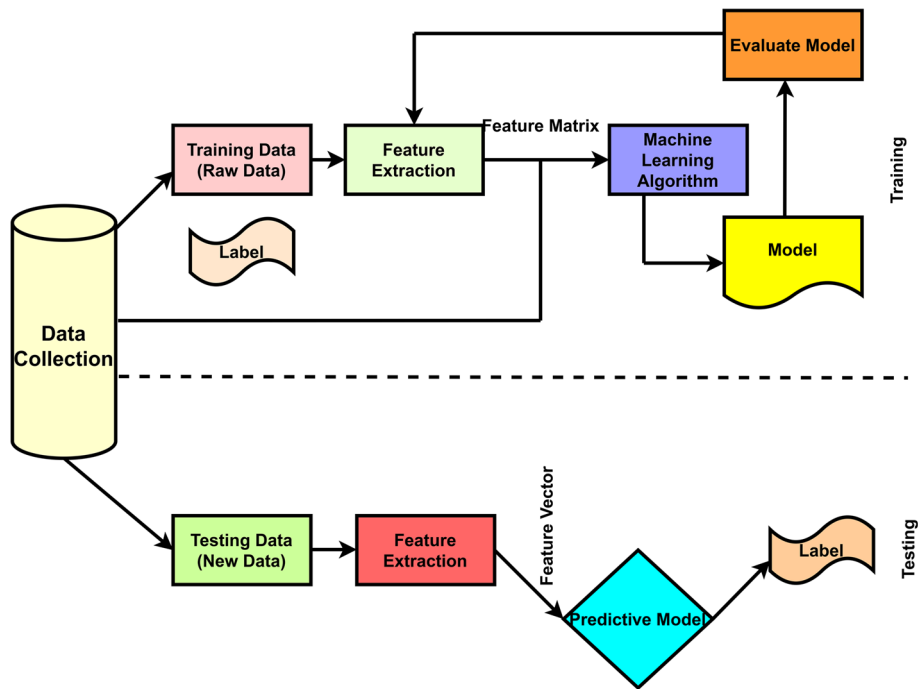 Evaluate Model
Feature Matrix
Training Data
(Raw Data)
Feature
Extraction
Machine
Learning
Algorithm
Training
Label
Model
Data
Collection
Feature Vector
Testing Data
(New Data)
Feature
Extraction
Label
Testing
Predictive Model